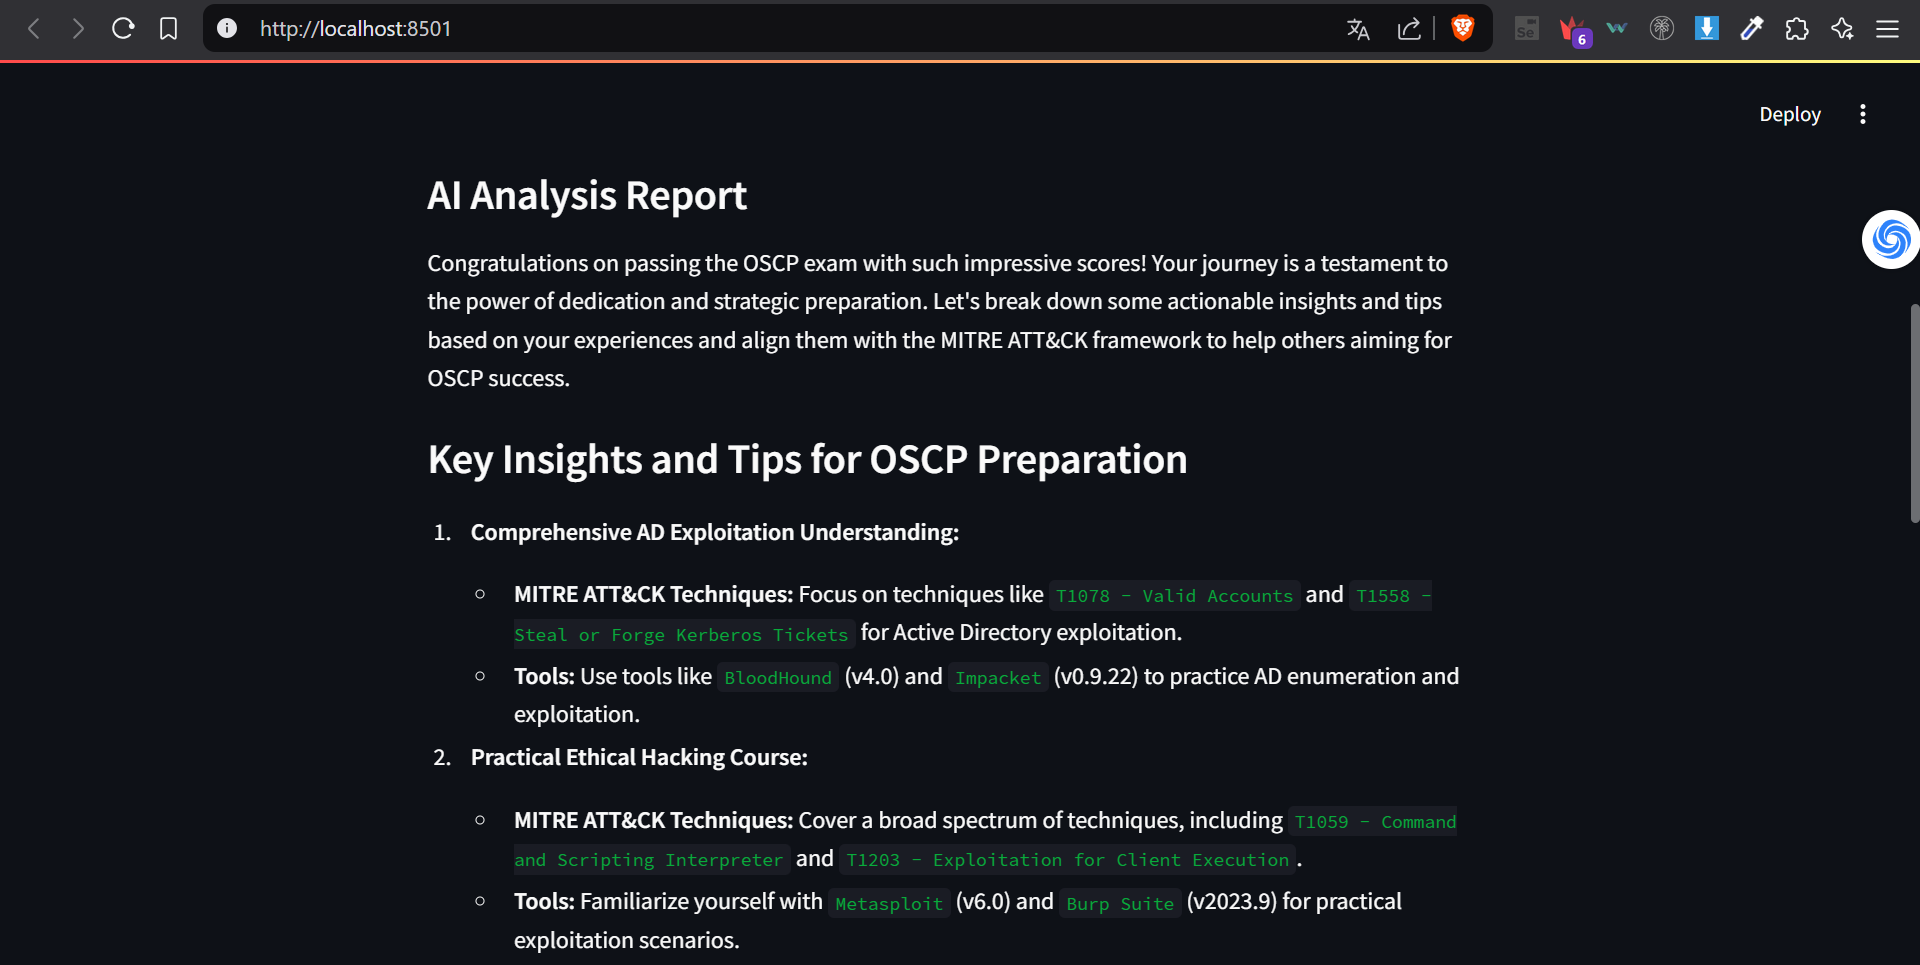 http://localhost:8501
Se
6
Deploy
AI Analysis Report
Congratulations on passing the OSCP exam with such impressive scores! Your journey is a testament to
the power of dedication and strategic preparation. Let's break down some actionable insights and tips
based on your experiences and align them with the MITRE ATT&CK framework to help others aiming for
OSCP success.
Key Insights and Tips for OSCP Preparation
1. Comprehensive AD Exploitation Understanding:
MITRE ATT&CK Techniques: Focus on techniques like T1078 - Valid Accounts and T1558 -
Steal or Forge Kerberos Tickets for Active Directory exploitation.
Tools: Use tools like BloodHound (v4.0) and Impacket (v0.9.22) to practice AD enumeration and
exploitation.
2. Practical Ethical Hacking Course:
MITRE ATT&CK Techniques: Cover a broad spectrum of techniques, including T1059 - Command
and Scripting Interpreter and T1203 - Exploitation for Client Execution.
Tools: Familiarize yourself with Metasploit (v6.0) and Burp Suite (v2023.9) for practical
exploitation scenarios.